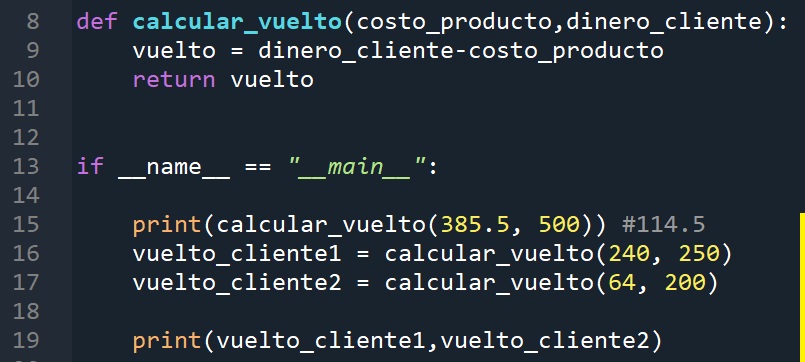 8 def calcular_vuelto(costo_producto,dinero_cliente):
9 vuelto = dinero_cliente-costo_producto
10 return vuelto
11
12
13 if __name__ == "__main__":
14
15 print(calcular_vuelto(385.5, 500)) #114.5
16 vuelto_cliente1 = calcular_vuelto(240, 250)
17 vuelto_cliente2 = calcular_vuelto(64, 200)
18
19 print(vuelto_cliente1,vuelto_cliente2)